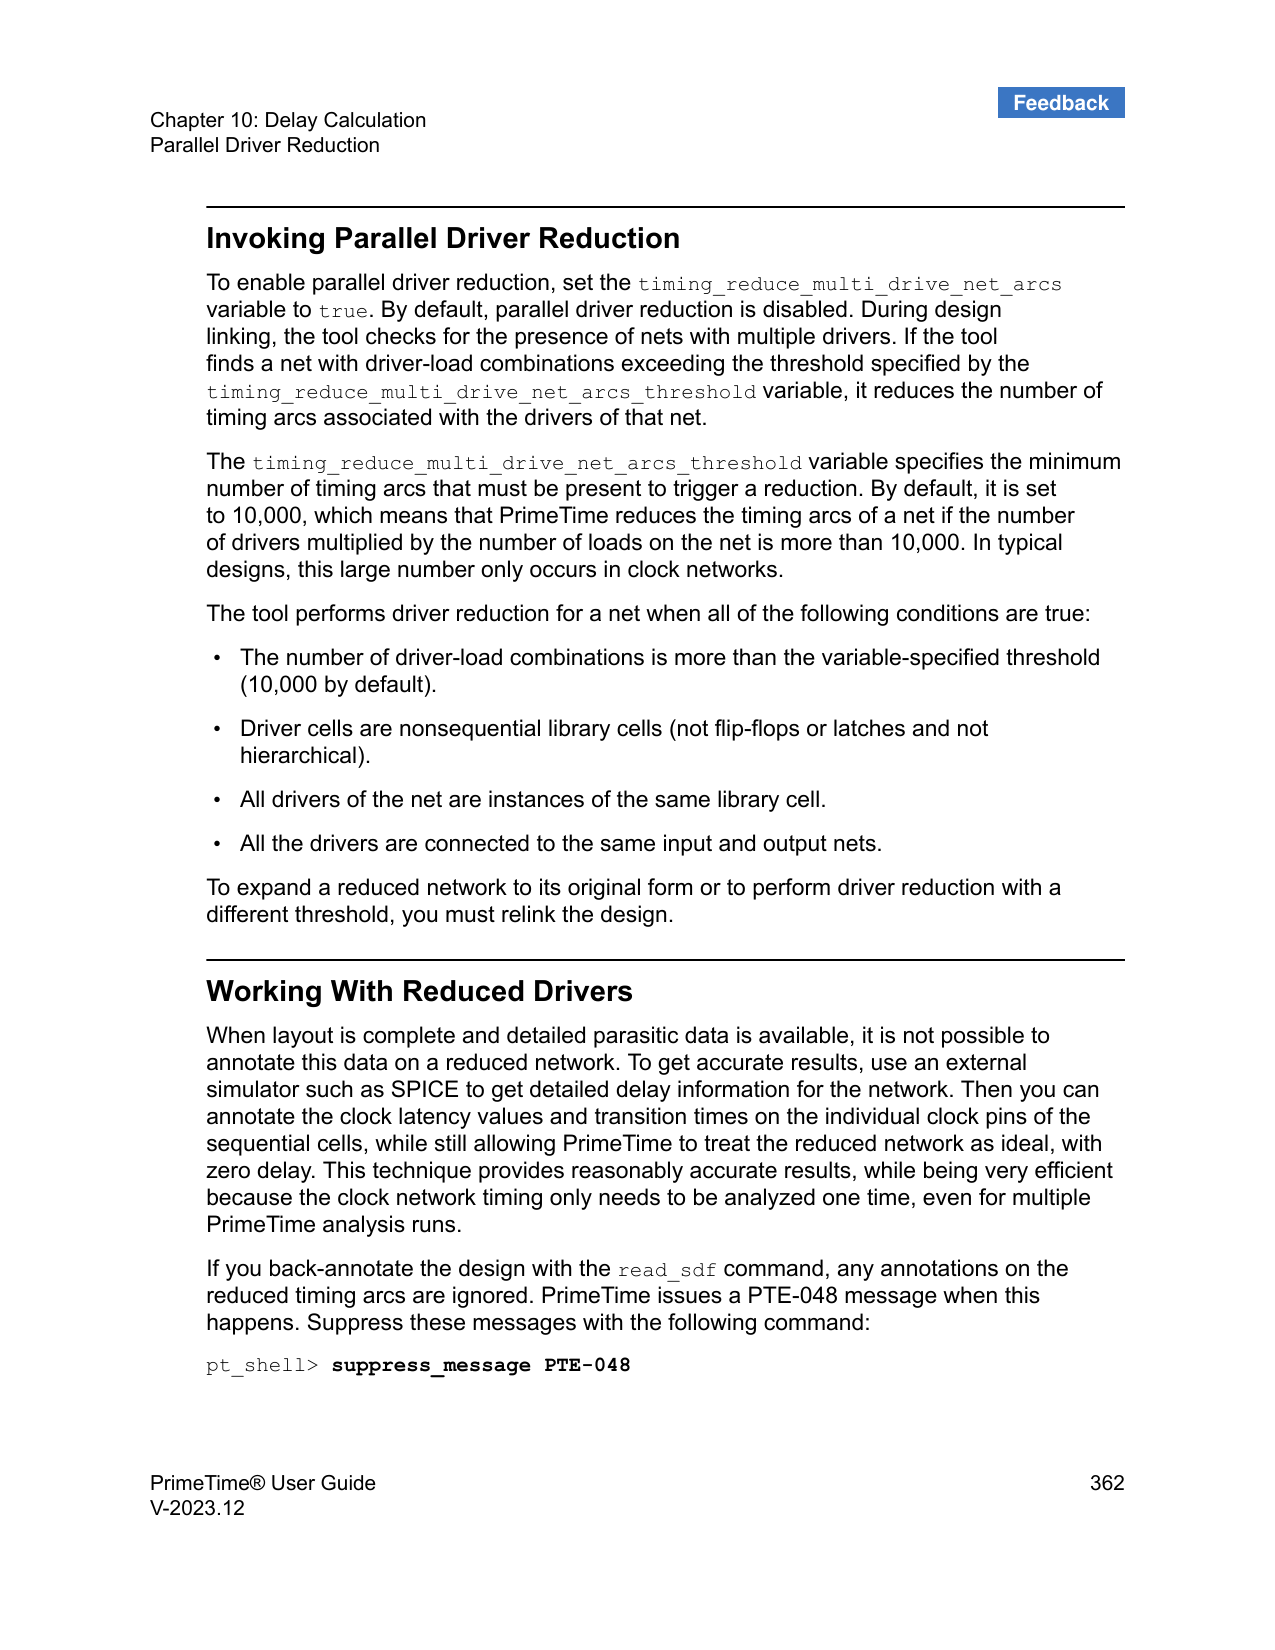 Feedback
Chapter 10: Delay Calculation
Parallel Driver Reduction
Invoking Parallel Driver Reduction
To enable parallel driver reduction, set the timing_reduce_multi_drive_net_arcs
variable to true. By default, parallel driver reduction is disabled. During design
linking, the tool checks for the presence of nets with multiple drivers. If the tool
finds a net with driver-load combinations exceeding the threshold specified by the
timing_reduce_multi_drive_net_arcs_threshold variable, it reduces the number of
timing arcs associated with the drivers of that net.
The timing_reduce_multi_drive_net_arcs_threshold variable specifies the minimum
number of timing arcs that must be present to trigger a reduction. By default, it is set
to 10,000, which means that PrimeTime reduces the timing arcs of a net if the number
of drivers multiplied by the number of loads on the net is more than 10,000. In typical
designs, this large number only occurs in clock networks.
The tool performs driver reduction for a net when all of the following conditions are true:
• The number of driver-load combinations is more than the variable-specified threshold
(10,000 by default).
• Driver cells are nonsequential library cells (not flip-flops or latches and not
hierarchical).
• All drivers of the net are instances of the same library cell.
• All the drivers are connected to the same input and output nets.
To expand a reduced network to its original form or to perform driver reduction with a
different threshold, you must relink the design.
Working With Reduced Drivers
When layout is complete and detailed parasitic data is available, it is not possible to
annotate this data on a reduced network. To get accurate results, use an external
simulator such as SPICE to get detailed delay information for the network. Then you can
annotate the clock latency values and transition times on the individual clock pins of the
sequential cells, while still allowing PrimeTime to treat the reduced network as ideal, with
zero delay. This technique provides reasonably accurate results, while being very efficient
because the clock network timing only needs to be analyzed one time, even for multiple
PrimeTime analysis runs.
If you back-annotate the design with the read_sdf command, any annotations on the
reduced timing arcs are ignored. PrimeTime issues a PTE-048 message when this
happens. Suppress these messages with the following command:
pt_shell> suppress_message PTE-048
PrimeTime® User Guide
362
V-2023.12